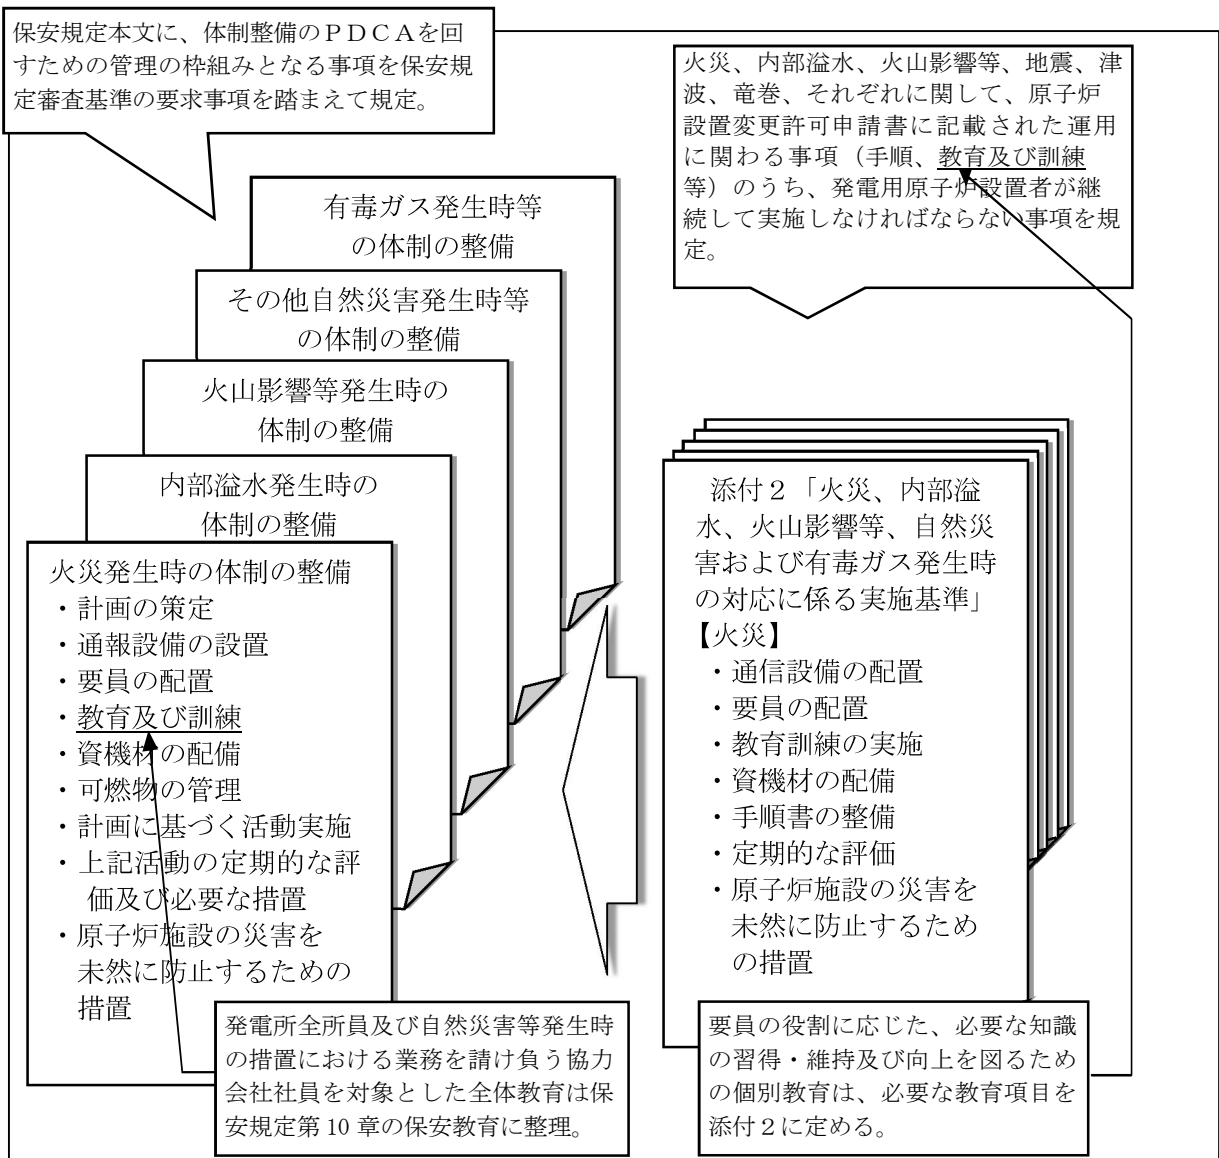 保安規定本文に、体制整備のＰＤＣＡを回
すための管理の枠組みとなる事項を保安規
定審査基準の要求事項を踏まえて規定。
火災、内部溢水、火山影響等、地震、津
波、竜巻、それぞれに関して、原子炉
設置変更許可申請書に記載された運用
に関わる事項（手順、教育及び訓練
等）のうち、発電用原子炉設置者が継
続して実施しなければならない事項を規
定。
有毒ガス発生時等
の体制の整備
その他自然災害発生時等
の体制の整備
火山影響等発生時の
体制の整備
内部溢水発生時の
体制の整備
火災発生時の体制の整備
・計画の策定
・通報設備の設置
・要員の配置
・教育及び訓練
・資機材の配備
・可燃物の管理
・計画に基づく活動実施
・上記活動の定期的な評
価及び必要な措置
・原子炉施設の災害を
未然に防止するための
措置
添付２「火災、内部溢
水、火山影響等、自然災
害および有毒ガス発生時
の対応に係る実施基準」
【火災】
・通信設備の配置
・要員の配置
・教育訓練の実施
・資機材の配備
・手順書の整備
・定期的な評価
・原子炉施設の災害を
未然に防止するため
の措置
発電所全所員及び自然災害等発生時
の措置における業務を請け負う協力
会社社員を対象とした全体教育は保
安規定第 10 章の保安教育に整理。
要員の役割に応じた、必要な知識
の習得・維持及び向上を図るため
の個別教育は、必要な教育項目を
添付２に定める。